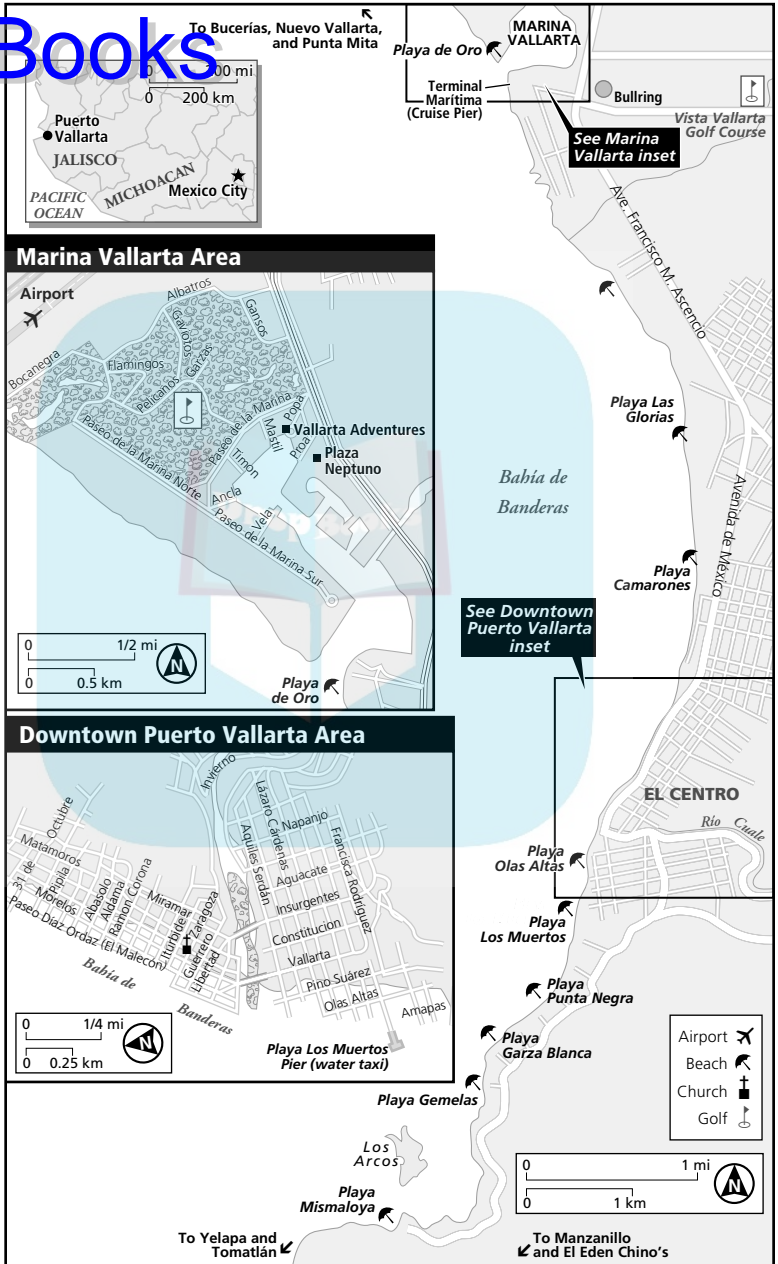 Books
To Bucerías, Nuevo Vallarta,
and Punta Mita
Playa de Oro
MARINA
VALLARTA
Terminal
Marítima
(Cruise Pier)
Bullring
Vista Vallarta
Golf Course
See Marina
Vallarta inset
0 200 mi
0 200 km
Puerto
Vallarta
JALISCO
MICHOACAN
Mexico City
PACIFIC
OCEAN
Ave. Francisco M. Ascencio
Marina Vallarta Area
Airport
Albatros
Gansos
Gaviotos
Garzas
Bocanegra
Flamingos
Pelicanos
Paseo de la Marina
Popa
Mastil
Proa
Vallarta Adventures
Plaza
Neptuno
Paseo de la Marina Norte
Timon
Ancla
Vela
Paseo de la Marina Sur
0 1/2 mi
0 0.5 km
N
Playa
de Oro
Playa Las
Glorias
Bahía de
Banderas
Avenida de Mexico
Playa
Camarones
See Downtown
Puerto Vallarta
inset
EL CENTRO
Río Cuale
Playa
Olas Altas
Playa
Los Muertos
Playa
Punta Negra
Playa
Garza Blanca
Playa Gemelas
Los
Arcos
Playa
Mismaloya
To Yelapa and
Tomatlán
To Manzanillo
and El Eden Chino's
Downtown Puerto Vallarta Area
Invierno
Lázaro Cárdenas
Napanjo
Francisca Rodríguez
Aquiles Serdán
Aguacate
Insurgentes
Constitucion
Vallarta
Pino Suárez
Olas Altas
Amapas
Octubre
Matamoros
31 de
Pipila
Morelos
Abasolo
Aldama
Ramon Corona
Miramar
Paseo Diaz Ordaz (El Malecón)
Iturbide
Zaragoza
Guerrero
Libertad
Bahía de
Banderas
0 1/4 mi
0 0.25 km
N
Playa Los Muertos
Pier (water taxi)
Airport
Beach
Church
Golf
0 1 mi
0 1 km
N